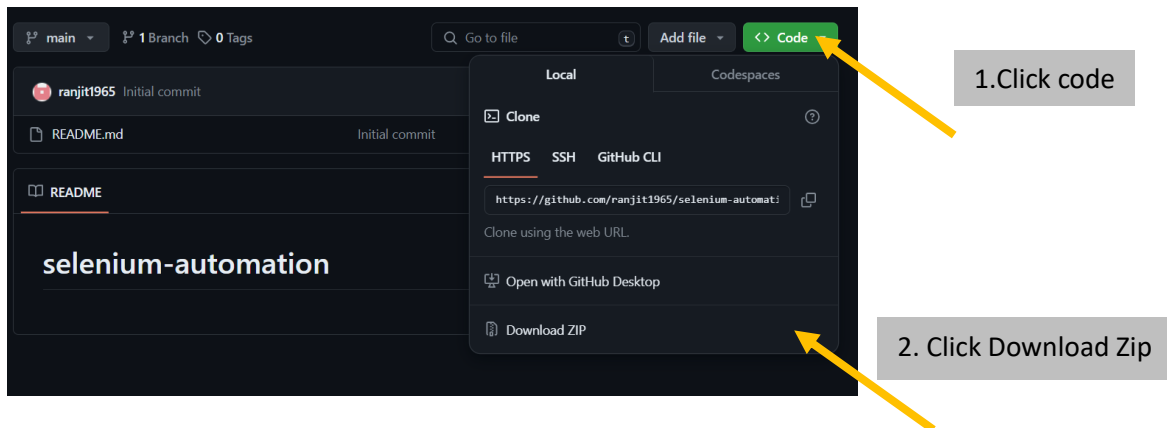 main 1 Branch 0 Tags Go to file t Add file <> Code
1.Click code
Local Codespaces
ranjit1965 Initial commit
Clone
README.md Initial commit
HTTPS SSH GitHub CLI
README
https://github.com/ranjit1965/selenium-automati
Clone using the web URL.
selenium-automation
Open with GitHub Desktop
Download ZIP
2. Click Download Zip